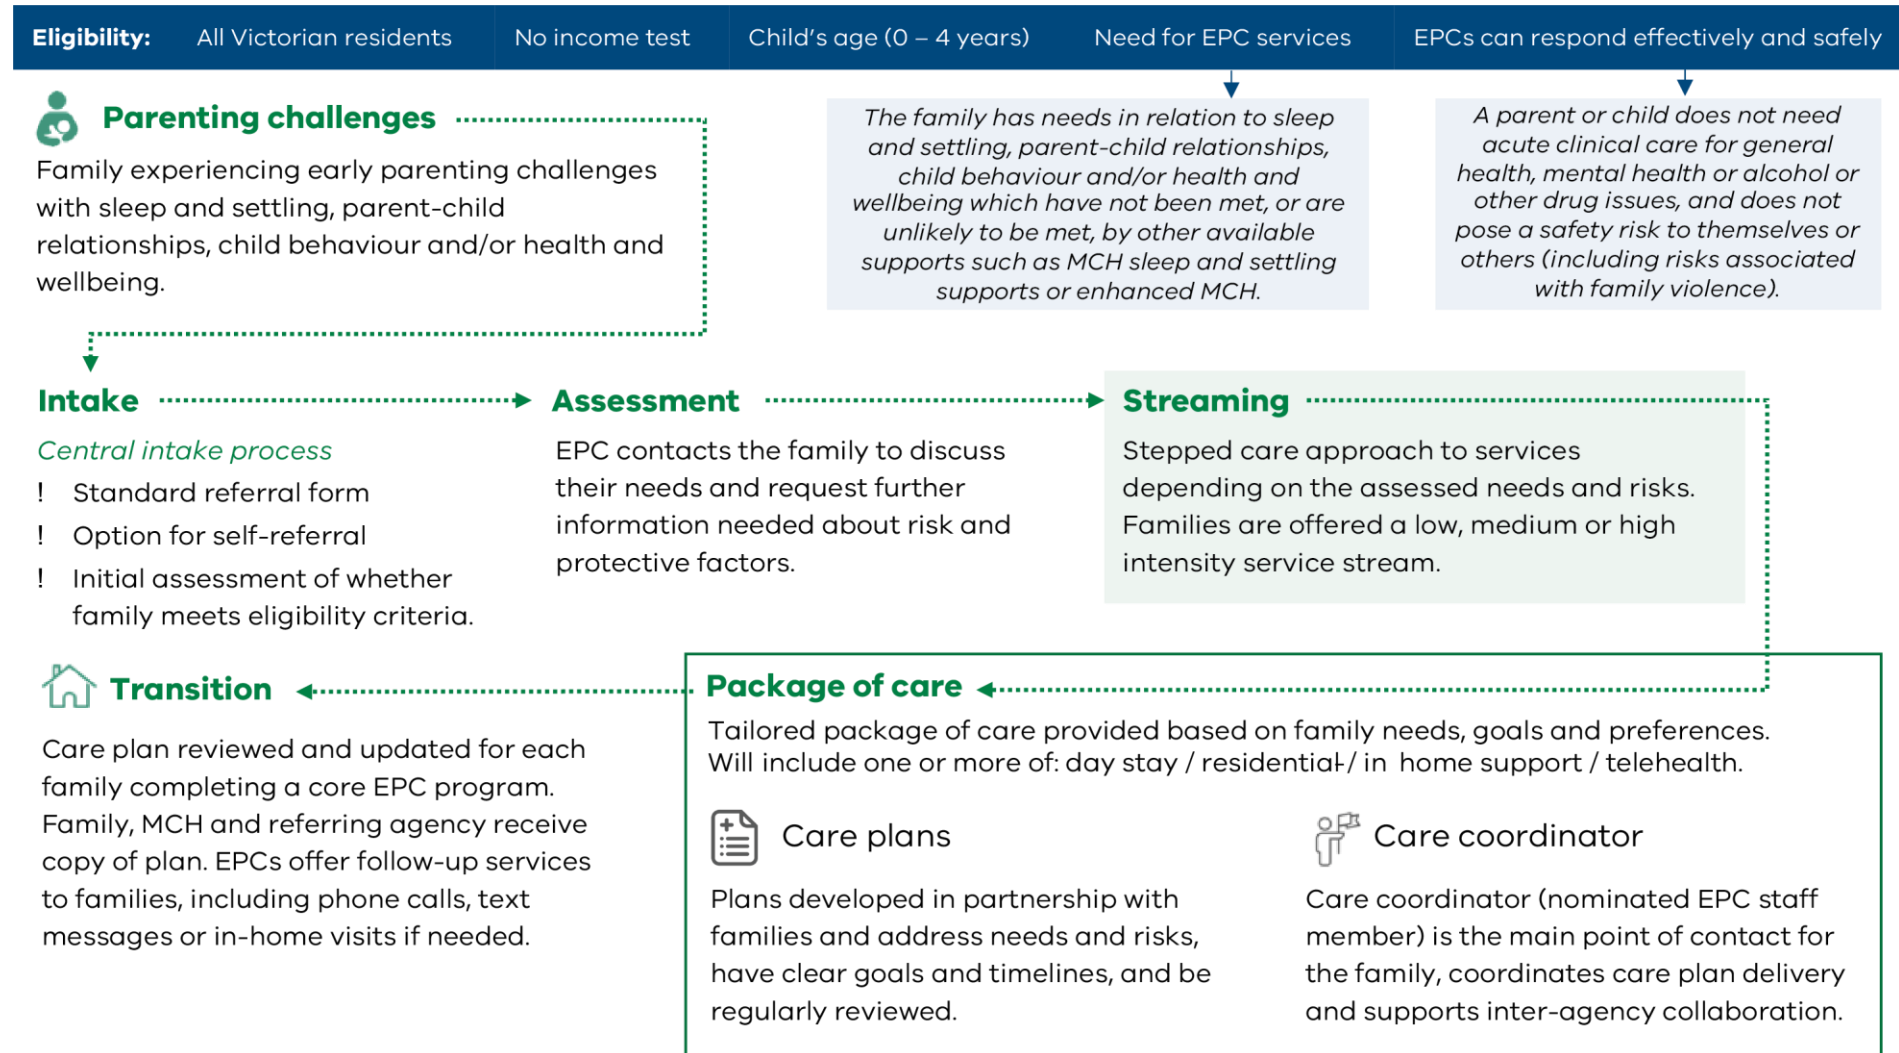 Eligibility: All Victorian residents No income test Child's age (0 – 4 years) Need for EPC services EPCs can respond effectively and safely
Parenting challenges
Family experiencing early parenting challenges
with sleep and settling, parent-child
relationships, child behaviour and/or health and
wellbeing.
The family has needs in relation to sleep
and settling, parent-child relationships,
child behaviour and/or health and
wellbeing which have not been met, or are
unlikely to be met, by other available
supports such as MCH sleep and settling
supports or enhanced MCH.
A parent or child does not need
acute clinical care for general
health, mental health or alcohol or
other drug issues, and does not
pose a safety risk to themselves or
others (including risks associated
with family violence).
Intake
Central intake process
! Standard referral form
! Option for self-referral
! Initial assessment of whether
family meets eligibility criteria.
Assessment
EPC contacts the family to discuss
their needs and request further
information needed about risk and
protective factors.
Streaming
Stepped care approach to services
depending on the assessed needs and risks.
Families are offered a low, medium or high
intensity service stream.
Package of care
Tailored package of care provided based on family needs, goals and preferences.
Will include one or more of: day stay / residential / in home support / telehealth.
Care plans
Plans developed in partnership with
families and address needs and risks,
have clear goals and timelines, and be
regularly reviewed.
Care coordinator
Care coordinator (nominated EPC staff
member) is the main point of contact for
the family, coordinates care plan delivery
and supports inter-agency collaboration.
Transition
Care plan reviewed and updated for each
family completing a core EPC program.
Family, MCH and referring agency receive
copy of plan. EPCs offer follow-up services
to families, including phone calls, text
messages or in-home visits if needed.